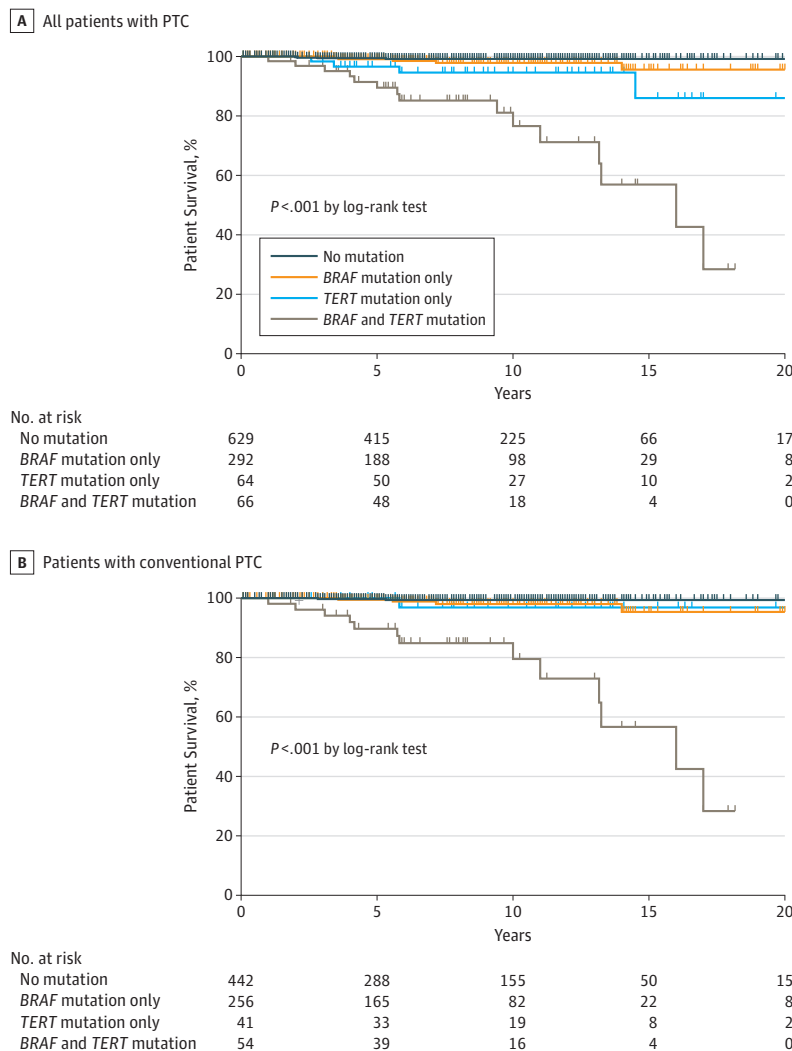 A All patients with PTC
100
80
60
40
20
0
Patient Survival, %
P <.001 by log-rank test
No mutation
BRAF mutation only
TERT mutation only
BRAF and TERT mutation
0 5 10 15 20
Years
No. at risk
No mutation 629 415 225 66 17
BRAF mutation only 292 188 98 29 8
TERT mutation only 64 50 27 10 2
BRAF and TERT mutation 66 48 18 4 0
B Patients with conventional PTC
100
80
60
40
20
0
Patient Survival, %
P <.001 by log-rank test
0 5 10 15 20
Years
No. at risk
No mutation 442 288 155 50 15
BRAF mutation only 256 165 82 22 8
TERT mutation only 41 33 19 8 2
BRAF and TERT mutation 54 39 16 4 0